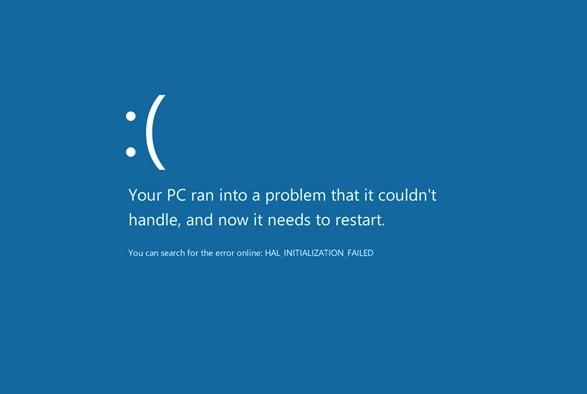 :(
Your PC ran into a problem that it couldn't
handle, and now it needs to restart.
You can search for the error online: HAL_INITIALIZATION_FAILED